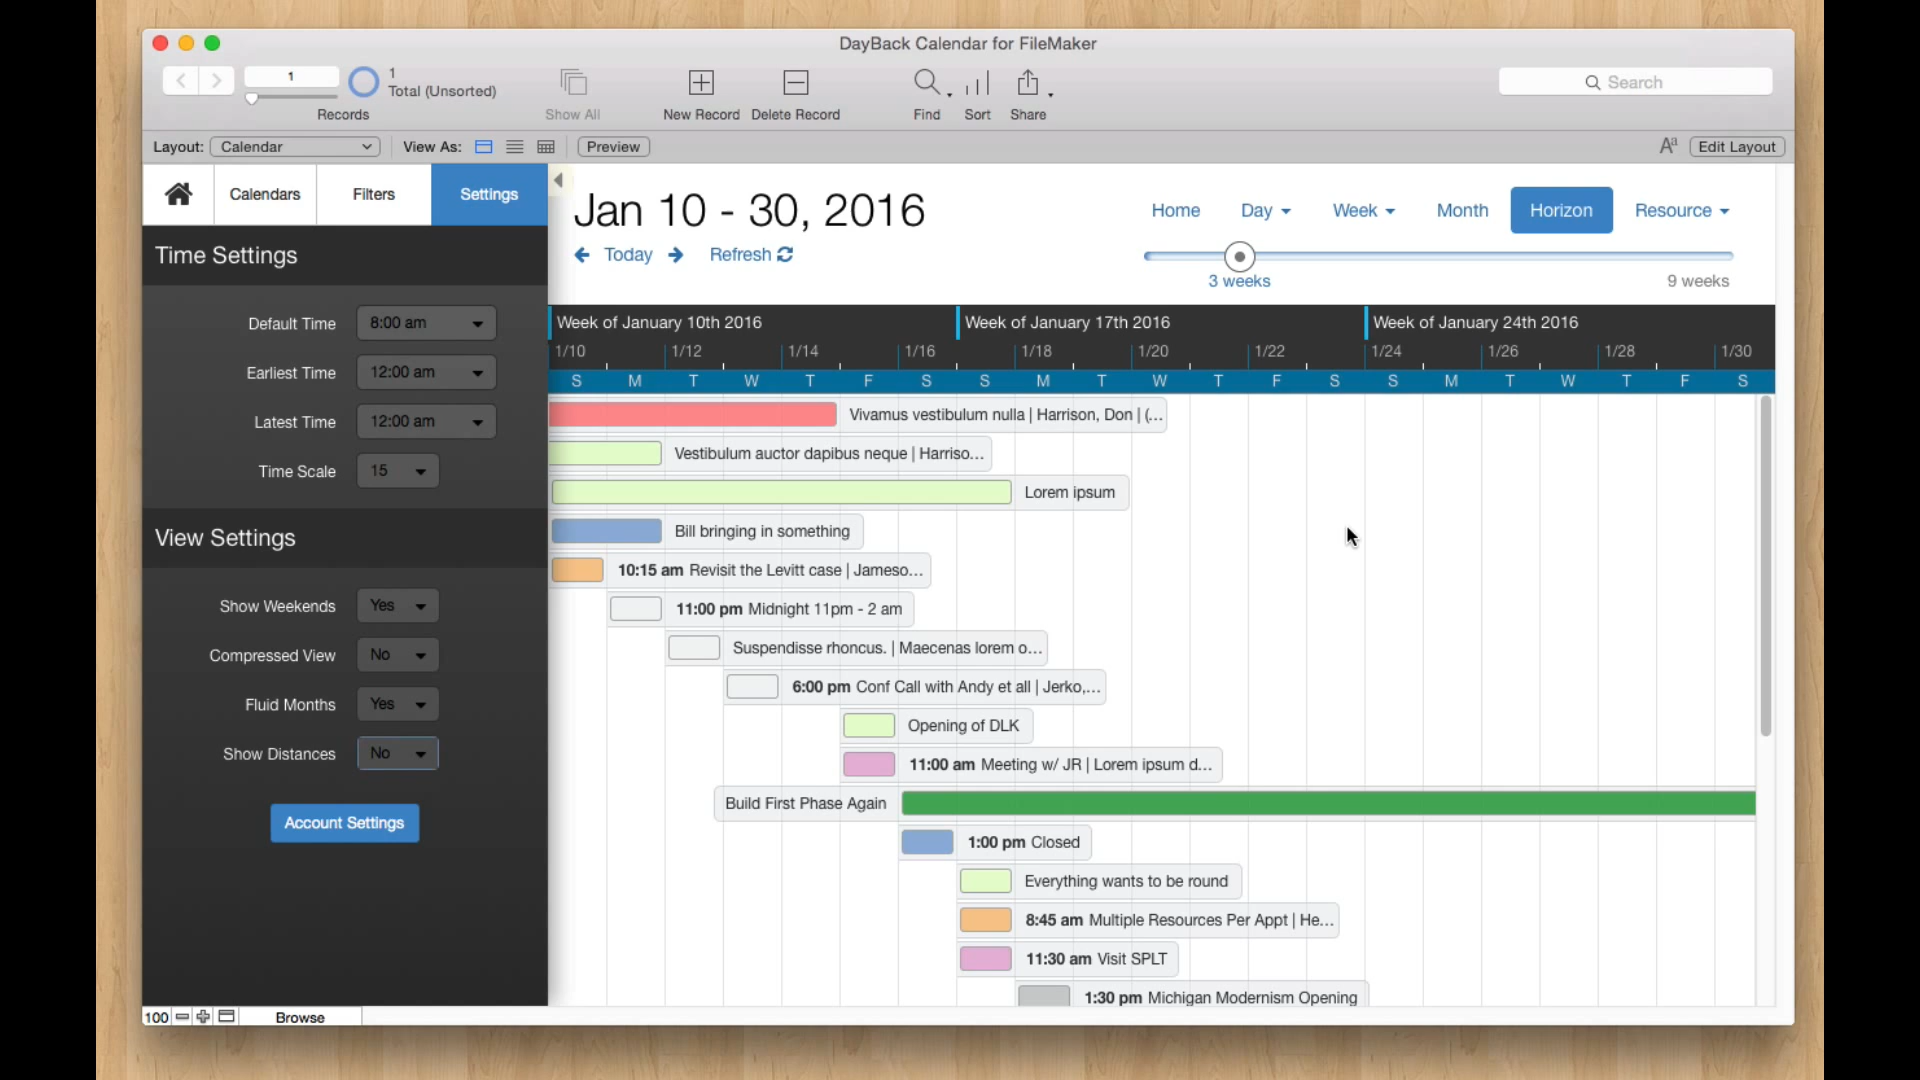 DayBack Calendar for FileMaker
1
1
Total (Unsorted)
Records
Show All
New Record
Delete Record
Find
Sort
Share
Search
Layout:
Calendar
View As:
Preview
Aa
Edit Layout
Calendars
Filters
Settings
Jan 10 - 30, 2016
Home
Day
Week
Month
Horizon
Resource
Today
Refresh
3 weeks
9 weeks
Time Settings
Default Time 8:00 am
Earliest Time 12:00 am
Latest Time 12:00 am
Time Scale 15
View Settings
Show Weekends Yes
Compressed View No
Fluid Months Yes
Show Distances No
Account Settings
Week of January 10th 2016 Week of January 17th 2016 Week of January 24th 2016
1/10 1/12 1/14 1/16 1/18 1/20 1/22 1/24 1/26 1/28 1/30
S M T W T F S S M T W T F S S M T W T F S
Vivamus vestibulum nulla | Harrison, Don | (...
Vestibulum auctor dapibus neque | Harriso...
Lorem ipsum
Bill bringing in something
10:15 am Revisit the Levitt case | Jameso...
11:00 pm Midnight 11pm - 2 am
Suspendisse rhoncus. | Maecenas lorem o...
6:00 pm Conf Call with Andy et all | Jerko,...
Opening of DLK
11:00 am Meeting w/ JR | Lorem ipsum d...
Build First Phase Again
1:00 pm Closed
Everything wants to be round
8:45 am Multiple Resources Per Appt | He...
11:30 am Visit SPLT
1:30 pm Michigan Modernism Opening
100
Browse